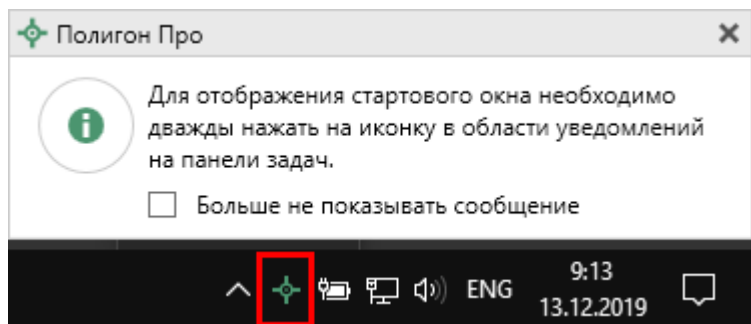 Полигон Про
Для отображения стартового окна необходимо
дважды нажать на иконку в области уведомлений
на панели задач.
Больше не показывать сообщение
ENG
9:13
13.12.2019